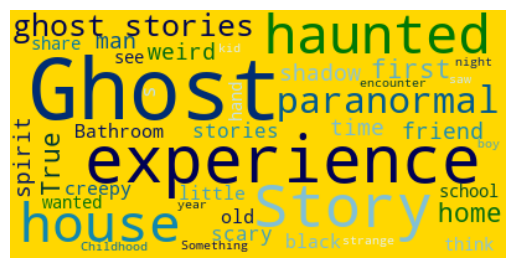 ghost stories
haunted
share
man
see
weird
kid
night
Ghost
shadow
first
saw
encounter
s
hand
paranormal
Bathroom
stories
time
friend
boy
spirit
True
experience
creepy
little
Story
school
wanted
year
home
house
old
scary
black
strange
think
Childhood
Something